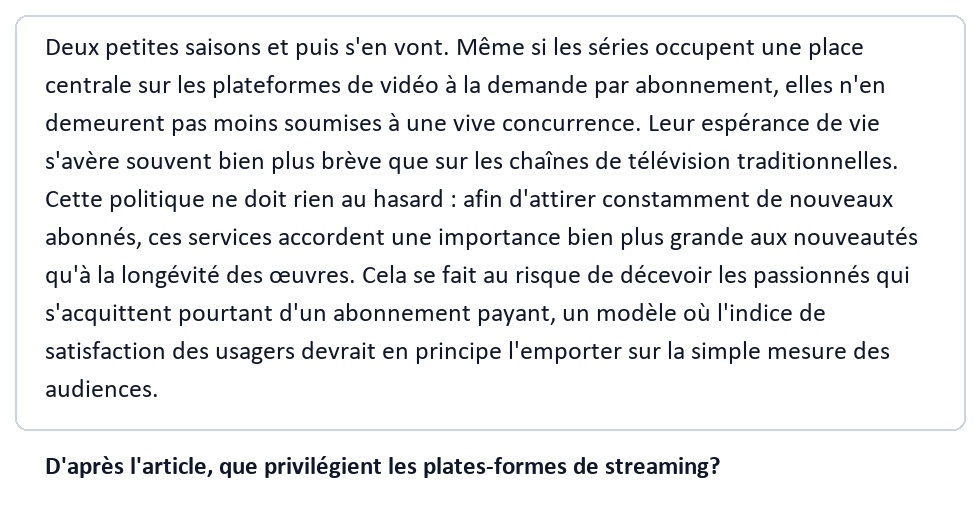 Deux petites saisons et puis s'en vont. Même si les séries occupent une place
centrale sur les plateformes de vidéo à la demande par abonnement, elles n'en
demeurent pas moins soumises à une vive concurrence. Leur espérance de vie
s'avère souvent bien plus brève que sur les chaînes de télévision traditionnelles.
Cette politique ne doit rien au hasard : afin d'attirer constamment de nouveaux
abonnés, ces services accordent une importance bien plus grande aux nouveautés
qu'à la longévité des œuvres. Cela se fait au risque de décevoir les passionnés qui
s'acquittent pourtant d'un abonnement payant, un modèle où l'indice de
satisfaction des usagers devrait en principe l'emporter sur la simple mesure des
audiences.
D'après l'article, que privilégient les plates-formes de streaming?